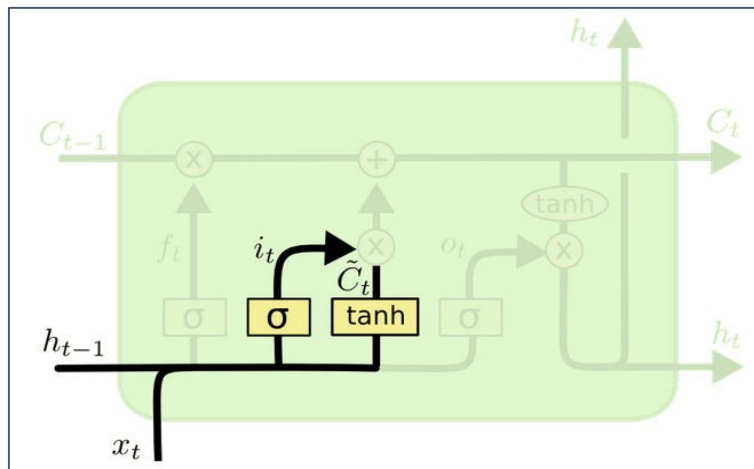 h_t
C_{t-1} C_t
x +
tanh
f_t i_t x o_t x
C̃_t
σ σ tanh σ
h_{t-1} h_t
x_t